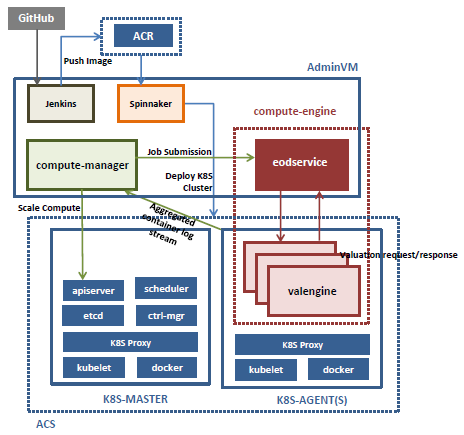 GitHub
ACR
Push Image
AdminVM
Jenkins
Spinnaker
compute-engine
compute-manager
Job Submission
eodservice
Deploy K8S
Cluster
Scale Compute
Aggregated
container log
stream
Valuation request/response
valengine
apiserver
scheduler
etcd
ctrl-mgr
K8S Proxy
kubelet
docker
K8S Proxy
kubelet
docker
K8S-MASTER
K8S-AGENT(S)
ACS